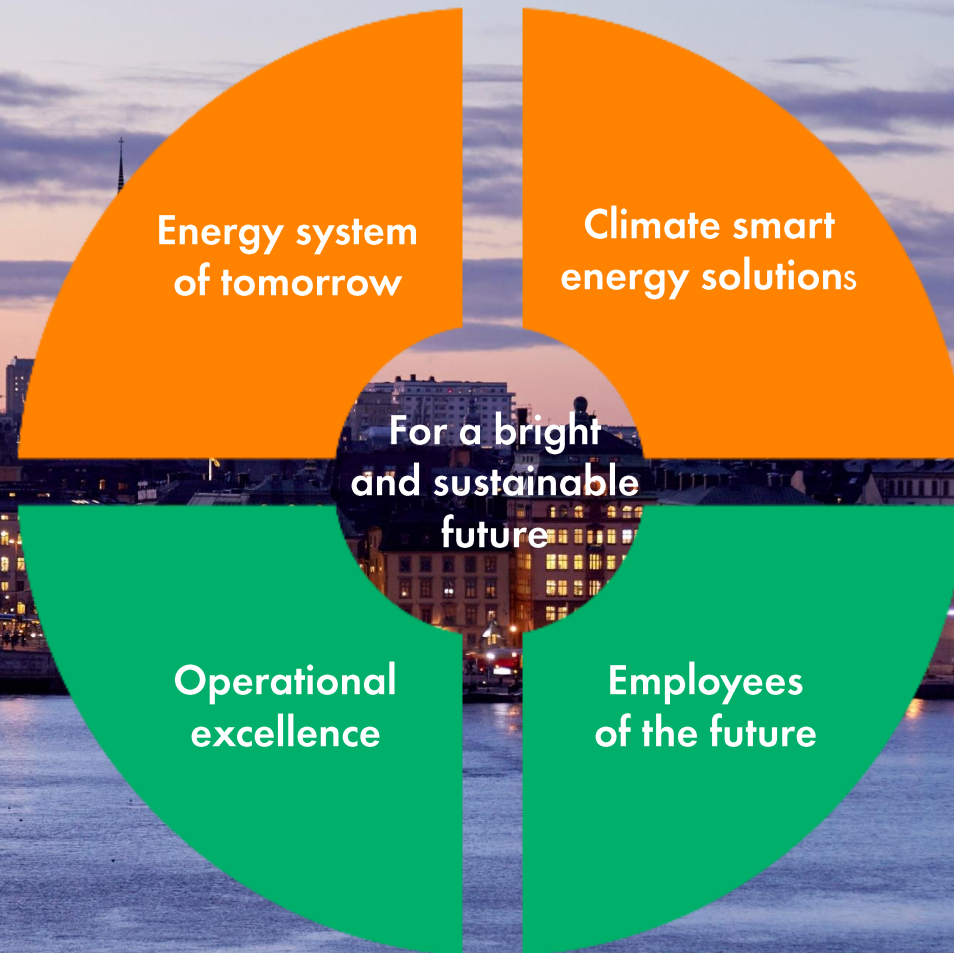 Energy system
of tomorrow
Climate smart
energy solutions
For a bright
and sustainable
future
Operational
excellence
Employees
of the future